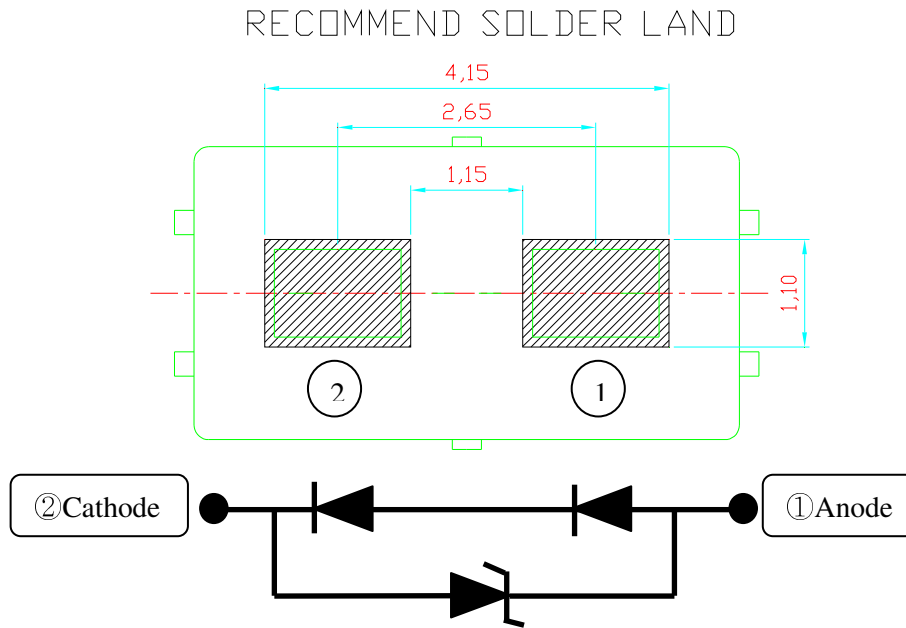 RECOMMEND SOLDER LAND
4,15
2,65
1,15
1,10
2
1
②Cathode
①Anode